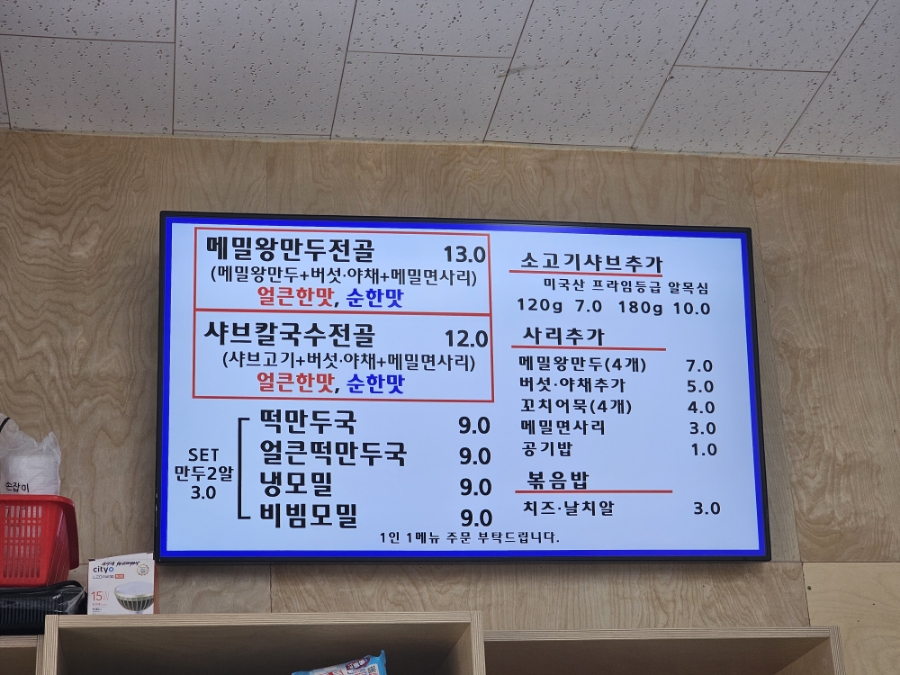 메밀왕만두전골 13.0
(메밀왕만두+버섯·야채+메밀면사리)
얼큰한맛, 순한맛
샤브칼국수전골 12.0
(샤브고기+버섯·야채+메밀면사리)
얼큰한맛, 순한맛
SET
만두2알
3.0
떡만두국 9.0
얼큰떡만두국 9.0
냉모밀 9.0
비빔모밀 9.0
소고기샤브추가
미국산 프라임등급 알목심
120g 7.0 180g 10.0
사리추가
메밀왕만두(4개) 7.0
버섯·야채추가 5.0
꼬치어묵(4개) 4.0
메밀면사리 3.0
공기밥 1.0
볶음밥
치즈·날치알 3.0
1인 1메뉴 주문 부탁드립니다.
손잡이
city
15W